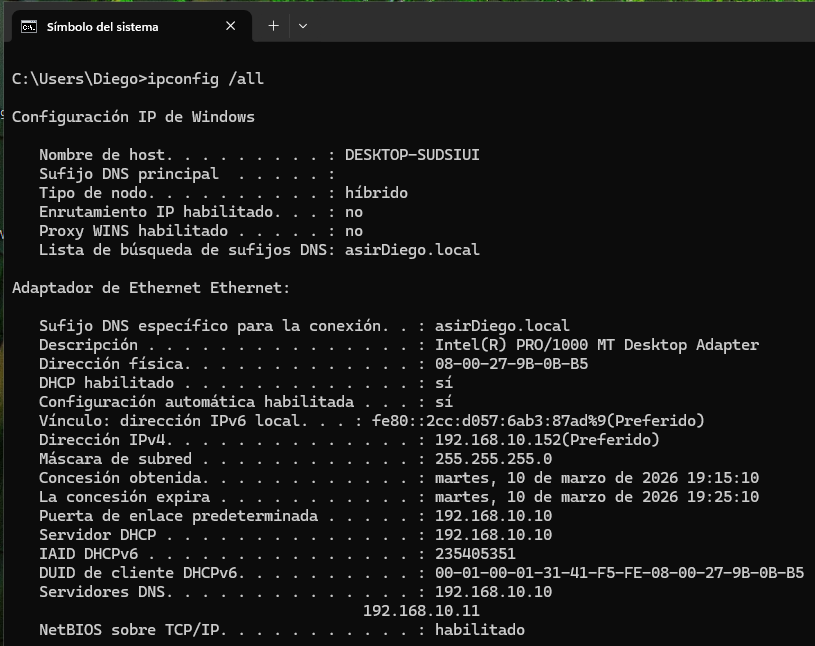 Símbolo del sistema
C:\Users\Diego>ipconfig /all
Configuración IP de Windows
Nombre de host. . . . . . . . . : DESKTOP-SUDSIUI
Sufijo DNS principal  . . . . . :
Tipo de nodo. . . . . . . . . . : híbrido
Enrutamiento IP habilitado. . . : no
Proxy WINS habilitado . . . . . : no
Lista de búsqueda de sufijos DNS: asirDiego.local
Adaptador de Ethernet Ethernet:
Sufijo DNS específico para la conexión. . : asirDiego.local
Descripción . . . . . . . . . . . . . . . : Intel(R) PRO/1000 MT Desktop Adapter
Dirección física. . . . . . . . . . . . . : 08-00-27-9B-0B-B5
DHCP habilitado . . . . . . . . . . . . . : sí
Configuración automática habilitada . . . : sí
Vínculo: dirección IPv6 local. . . : fe80::2cc:d057:6ab3:87ad%9(Preferido)
Dirección IPv4. . . . . . . . . . . . . . : 192.168.10.152(Preferido)
Máscara de subred . . . . . . . . . . . . : 255.255.255.0
Concesión obtenida. . . . . . . . . . . . : martes, 10 de marzo de 2026 19:15:10
La concesión expira . . . . . . . . . . . : martes, 10 de marzo de 2026 19:25:10
Puerta de enlace predeterminada . . . . . : 192.168.10.10
Servidor DHCP . . . . . . . . . . . . . . : 192.168.10.10
IAID DHCPv6 . . . . . . . . . . . . . . . : 235405351
DUID de cliente DHCPv6. . . . . . . . . . : 00-01-00-01-31-41-F5-FE-08-00-27-9B-0B-B5
Servidores DNS. . . . . . . . . . . . . . : 192.168.10.10
192.168.10.11
NetBIOS sobre TCP/IP. . . . . . . . . . . : habilitado